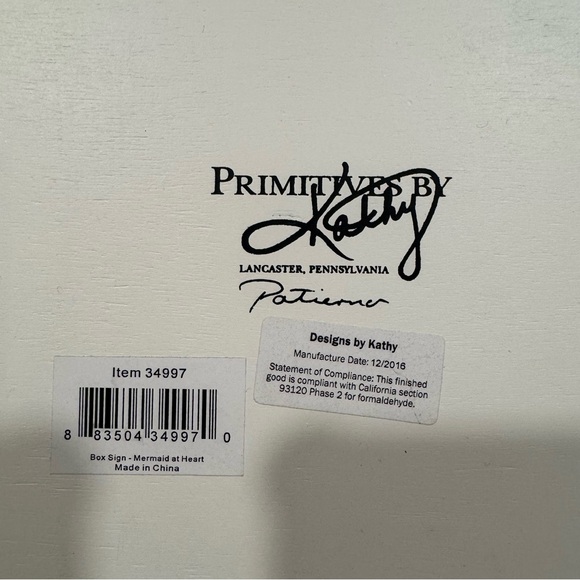 PRIMITIVES BY
Kathy
LANCASTER, PENNSYLVANIA
Patierno
Designs by Kathy
Manufacture Date: 12/2016
Statement of Compliance: This finished
good is compliant with California section
93120 Phase 2 for formaldehyde.
Item 34997
8 83504 34997 0
Box Sign - Mermaid at Heart
Made in China